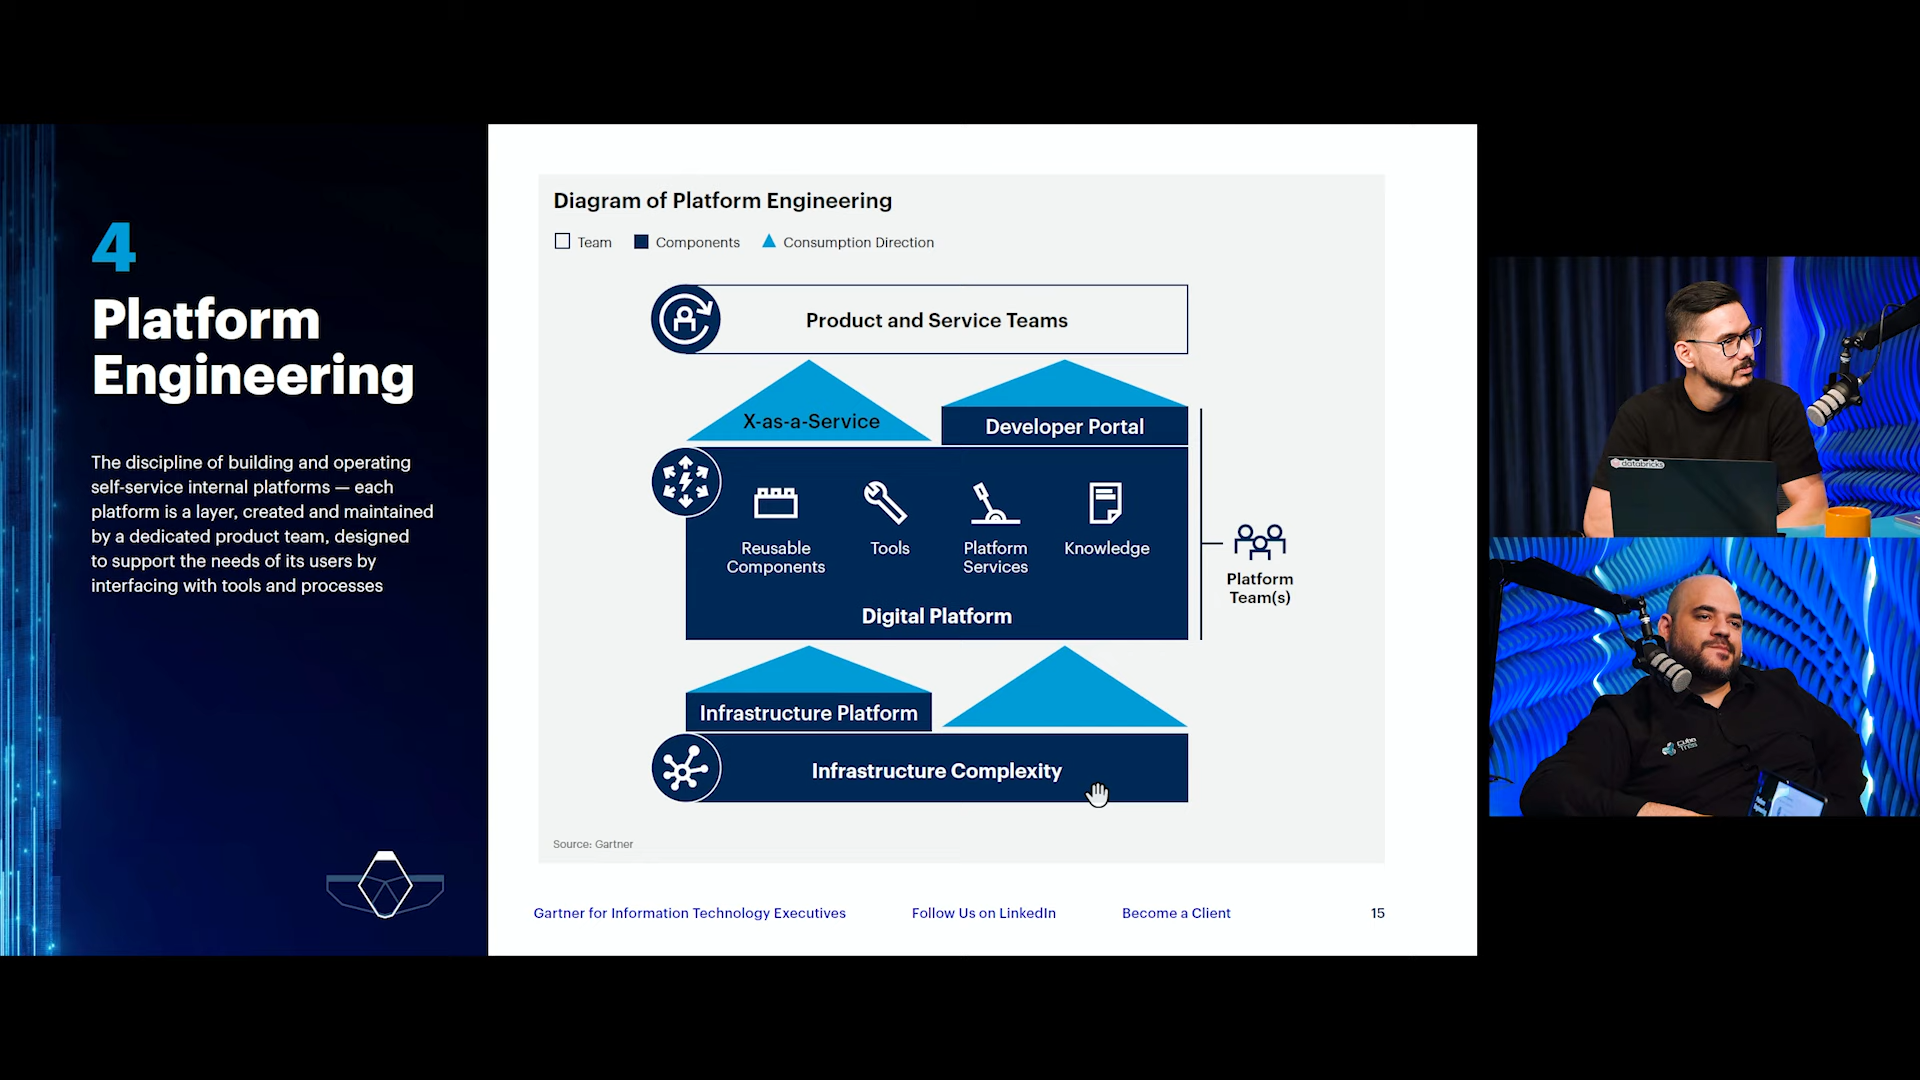 4
Platform
Engineering
The discipline of building and operating
self-service internal platforms — each
platform is a layer, created and maintained
by a dedicated product team, designed
to support the needs of its users by
interfacing with tools and processes
Diagram of Platform Engineering
Team
Components
Consumption Direction
Product and Service Teams
X-as-a-Service
Developer Portal
Reusable
Components
Tools
Platform
Services
Knowledge
Digital Platform
Platform
Team(s)
Infrastructure Platform
Infrastructure Complexity
Source: Gartner
Gartner for Information Technology Executives
Follow Us on LinkedIn
Become a Client
15
databricks
Cube